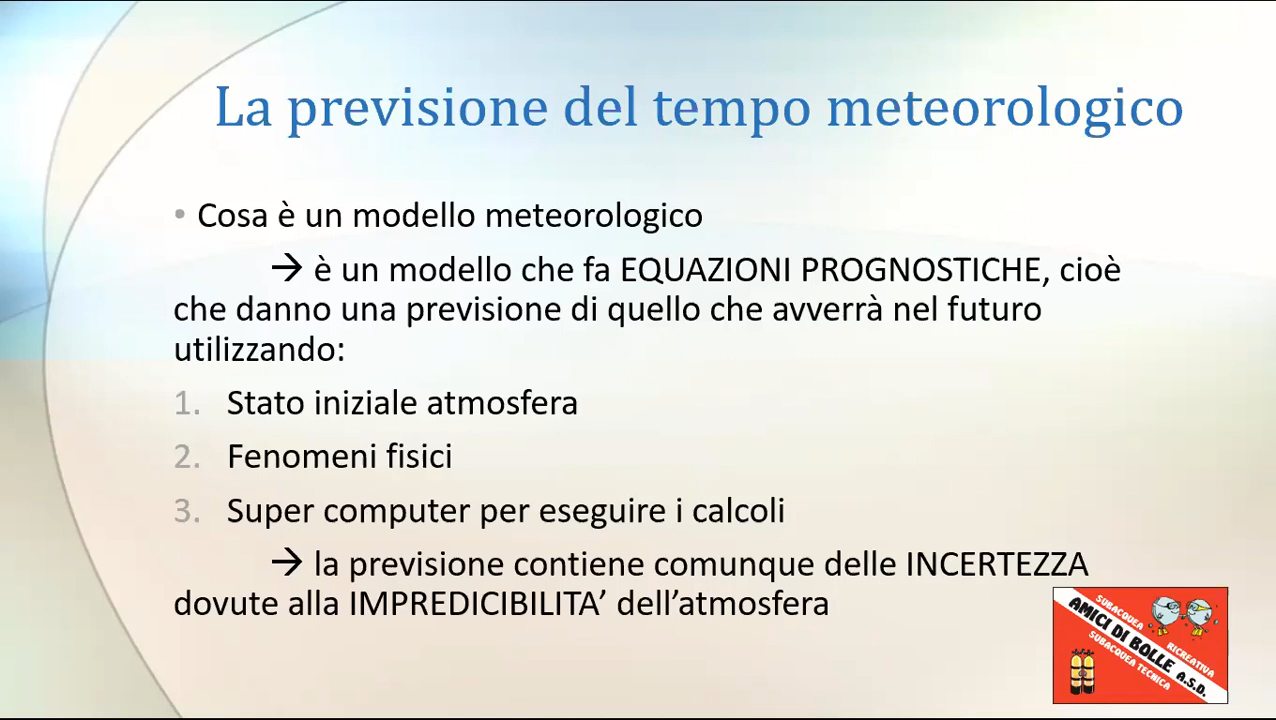 La previsione del tempo meteorologico
• Cosa è un modello meteorologico
→ è un modello che fa EQUAZIONI PROGNOSTICHE, cioè
che danno una previsione di quello che avverrà nel futuro
utilizzando:
1. Stato iniziale atmosfera
2. Fenomeni fisici
3. Super computer per eseguire i calcoli
→ la previsione contiene comunque delle INCERTEZZA
dovute alla IMPREDICIBILITA’ dell’atmosfera
SUBACQUEA
RICREATIVA
AMICI DI BOLLE A.S.D.
SUBACQUEA TECNICA